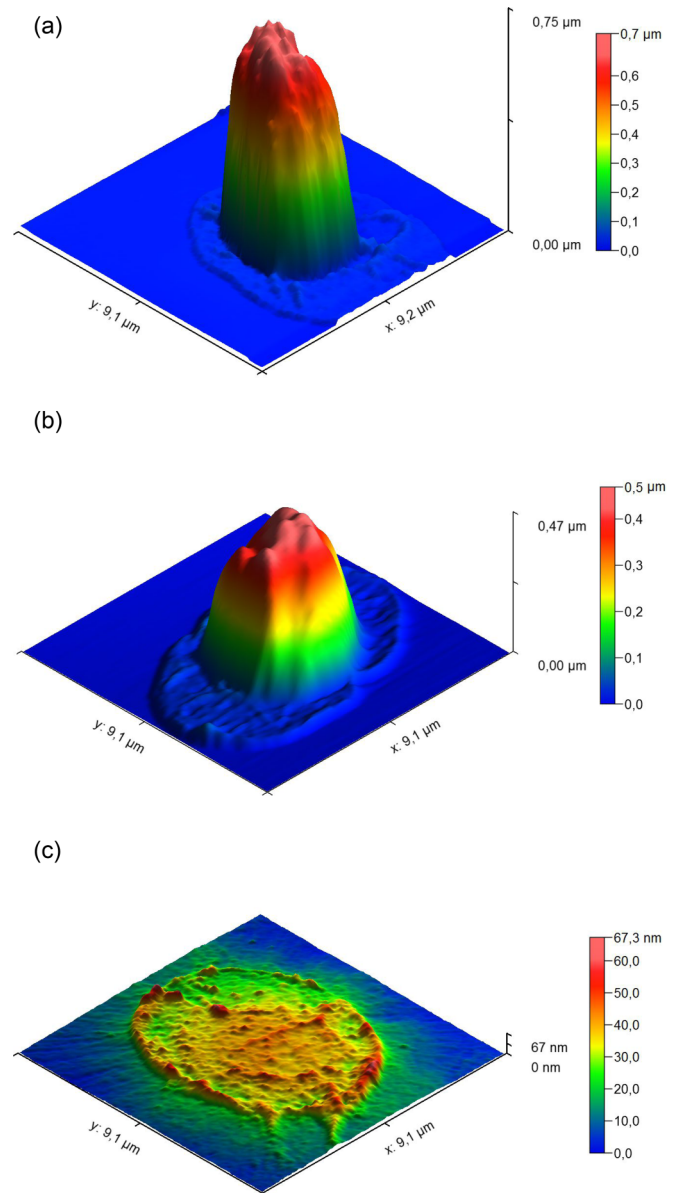 (a)
0,75 µm
0,00 µm
0,7 µm
0,6
0,5
0,4
0,3
0,2
0,1
0,0
y: 9,1 µm
x: 9,2 µm
(b)
0,47 µm
0,00 µm
0,5 µm
0,4
0,3
0,2
0,1
0,0
y: 9,1 µm
x: 9,1 µm
(c)
67 nm
0 nm
67,3 nm
60,0
50,0
40,0
30,0
20,0
10,0
0,0
y: 9,1 µm
x: 9,1 µm